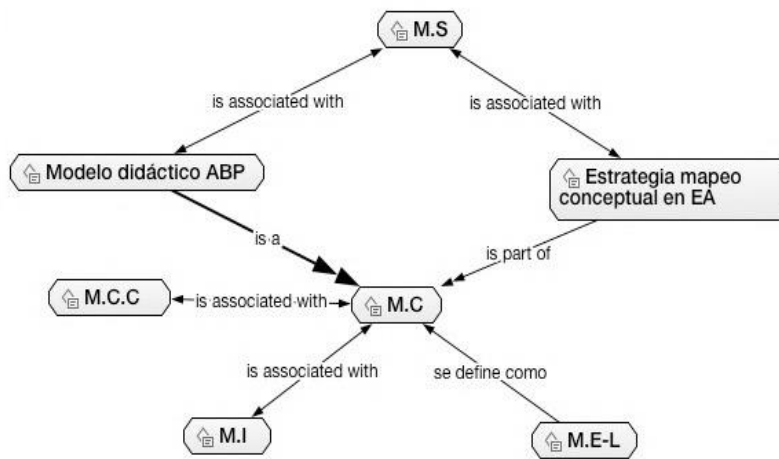 M.S
is associated with
is associated with
Modelo didáctico ABP
Estrategia mapeo
conceptual en EA
is a
is part of
M.C.C
is associated with
M.C
is associated with
se define como
M.I
M.E-L